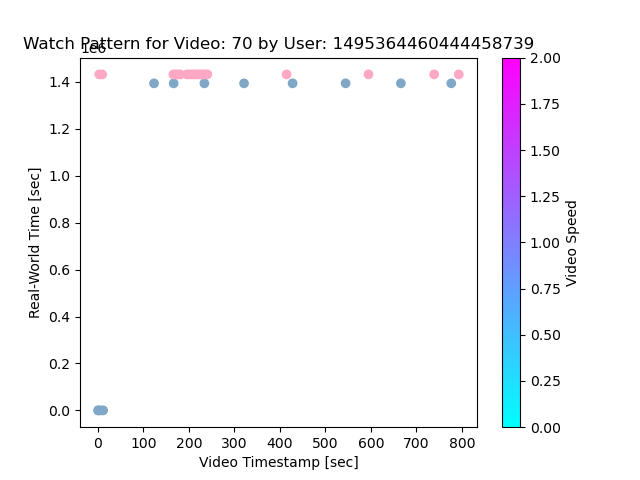 Watch Pattern for Video: 70 by User: 1495364460444458739
1e6
1.4
1.2
1.0
0.8
0.6
0.4
0.2
0.0
Real-World Time [sec]
0 100 200 300 400 500 600 700 800
Video Timestamp [sec]
2.00
1.75
1.50
1.25
1.00
0.75
0.50
0.25
0.00
Video Speed